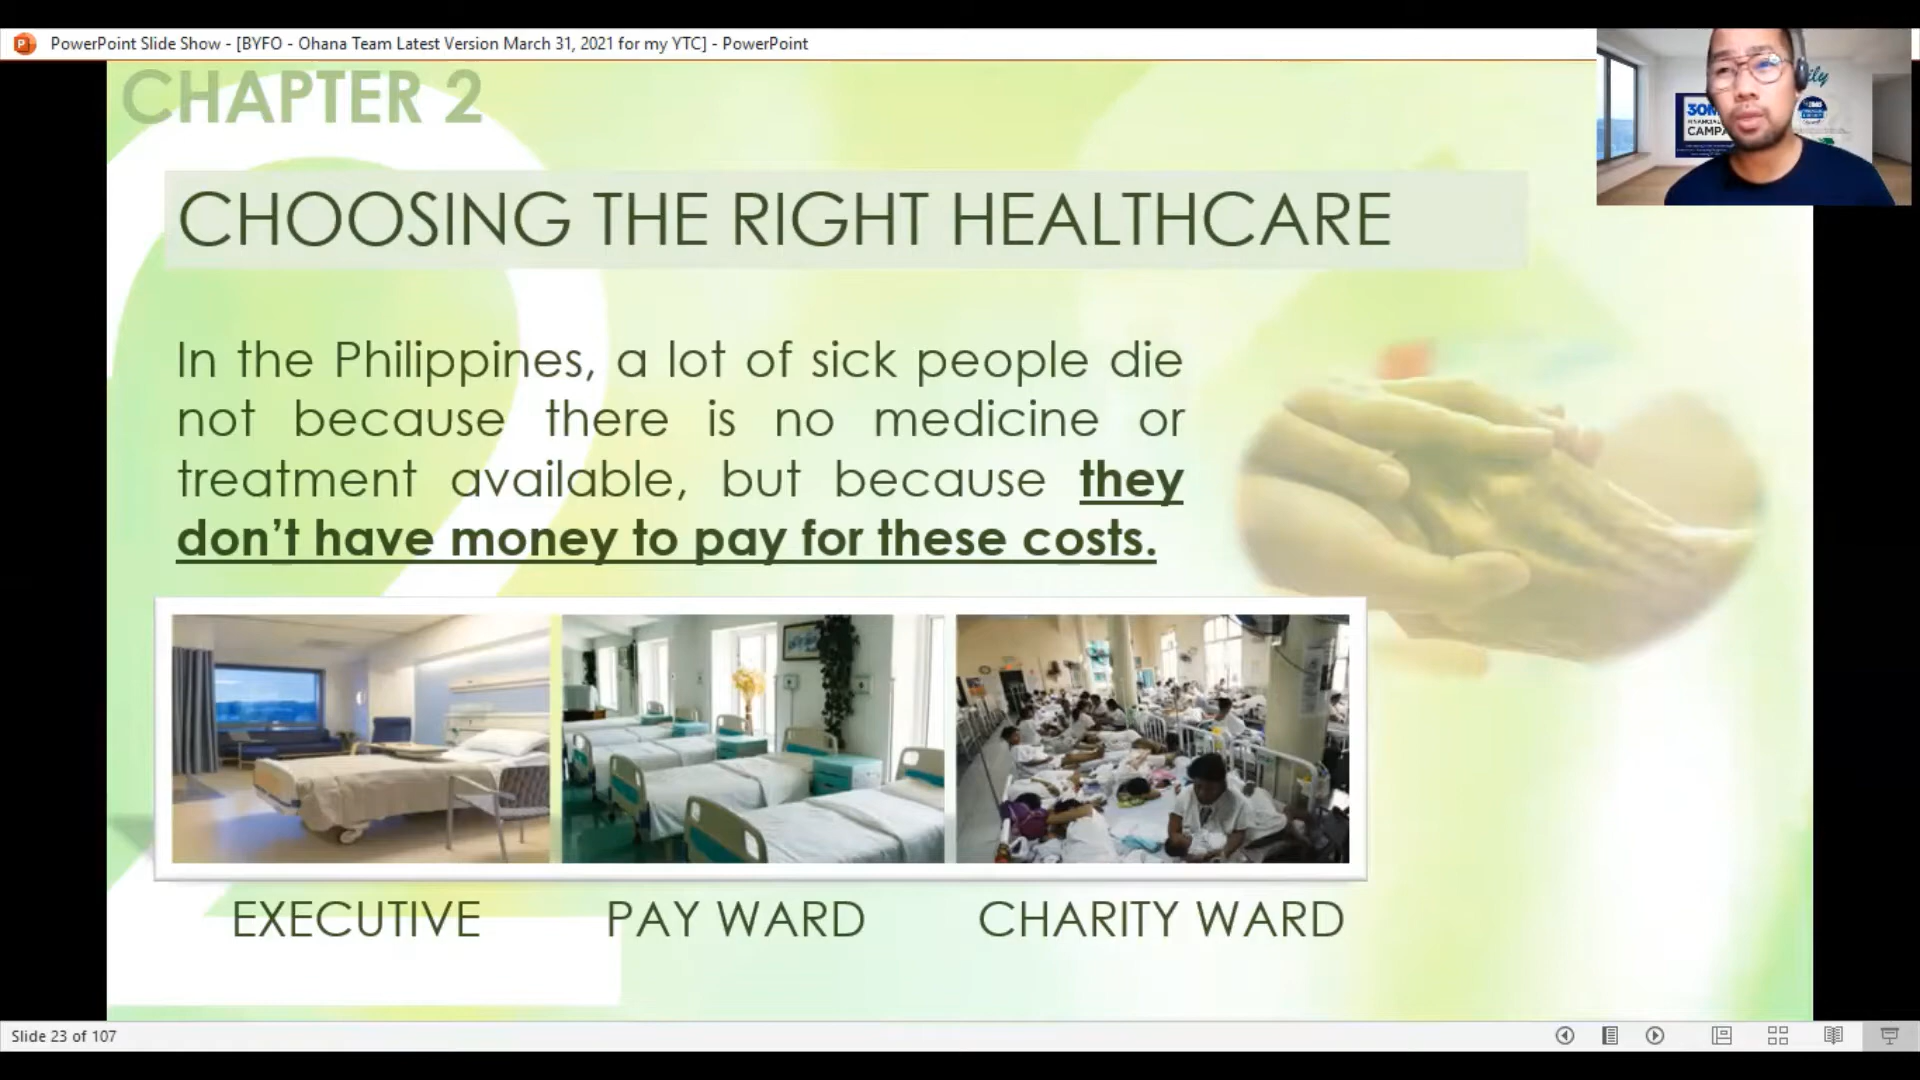 PowerPoint Slide Show - [BYFO - Ohana Team Latest Version March 31, 2021 for my YTC] - PowerPoint
CHAPTER 2
CHOOSING THE RIGHT HEALTHCARE
In the Philippines, a lot of sick people die
not because there is no medicine or
treatment available, but because they
don't have money to pay for these costs.
EXECUTIVE
PAY WARD
CHARITY WARD
Slide 23 of 107